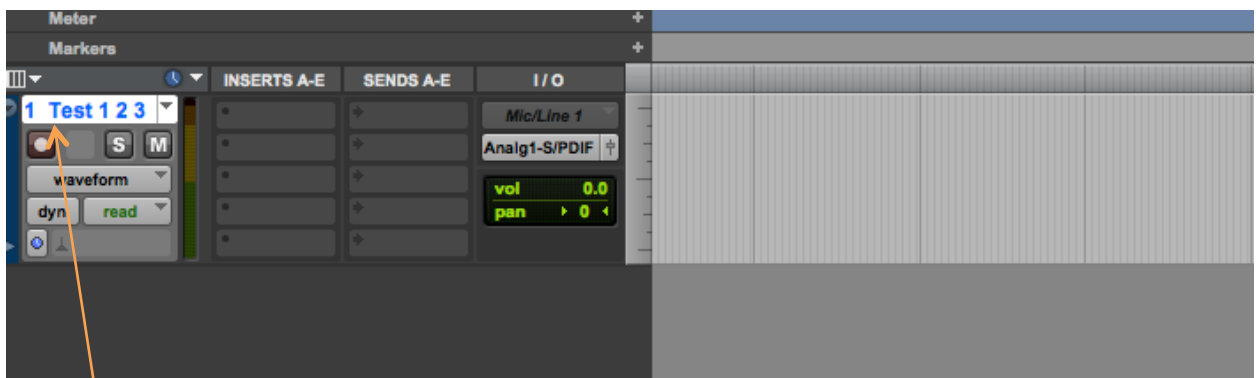 Meter
Markers
INSERTS A-E SENDS A-E I / O
1 Test 1 2 3
Mic/Line 1
S M
Analg1-S/PDIF
waveform
vol 0.0
dyn read
pan 0